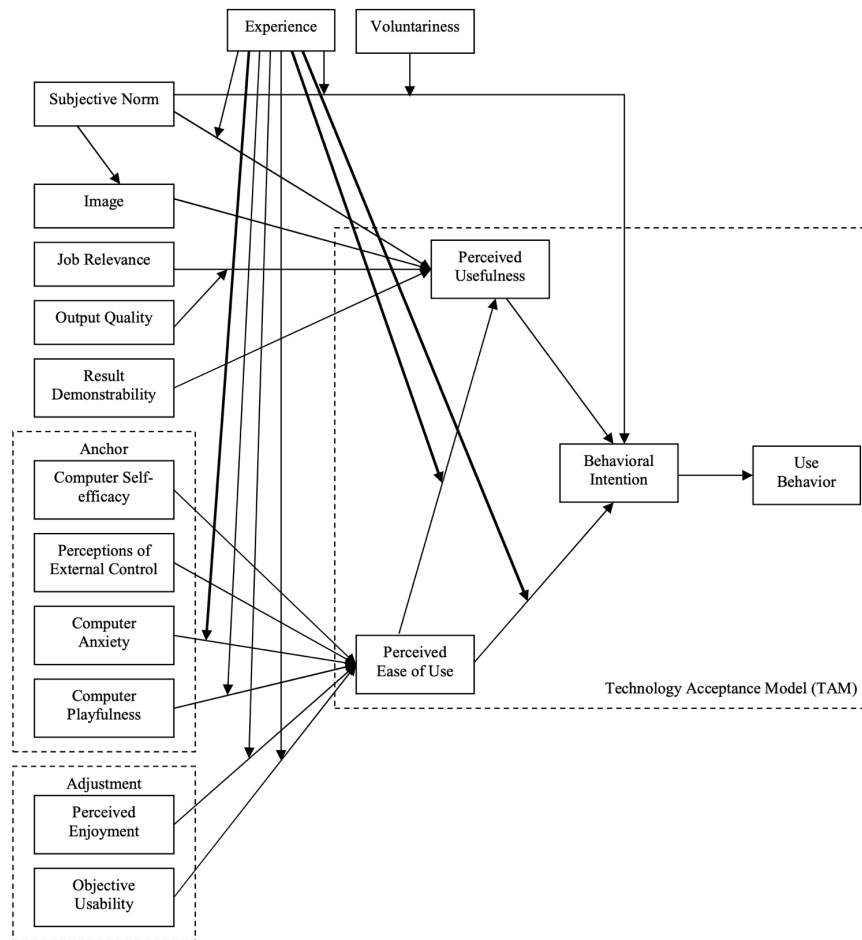 Experience
Voluntariness
Subjective Norm
Image
Job Relevance
Output Quality
Result
Demonstrability
Perceived
Usefulness
Anchor
Computer Self-
efficacy
Perceptions of
External Control
Computer
Anxiety
Computer
Playfulness
Behavioral
Intention
Use
Behavior
Perceived
Ease of Use
Technology Acceptance Model (TAM)
Adjustment
Perceived
Enjoyment
Objective
Usability